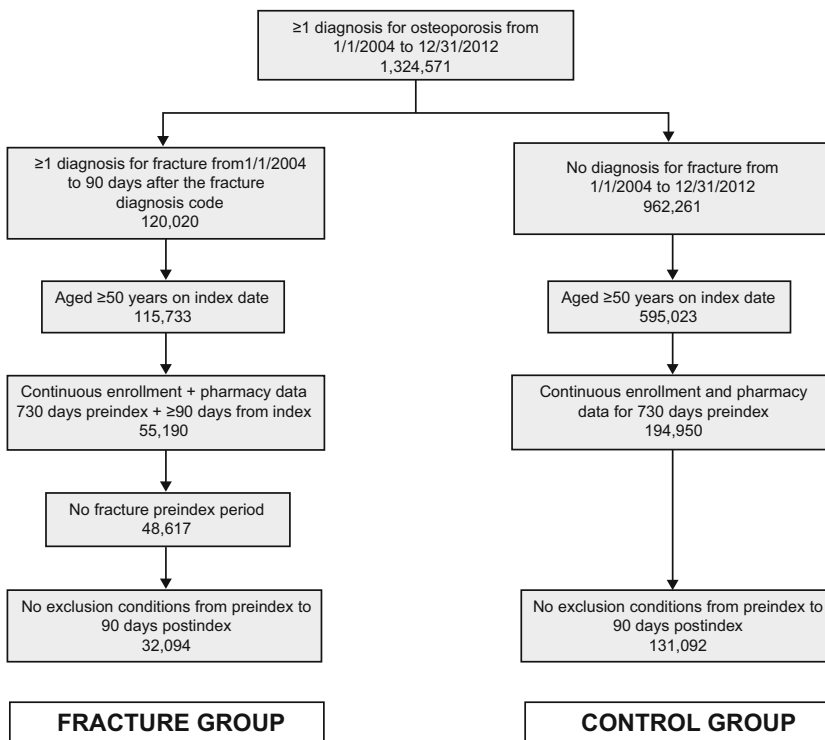 ≥1 diagnosis for osteoporosis from
1/1/2004 to 12/31/2012
1,324,571
≥1 diagnosis for fracture from1/1/2004
to 90 days after the fracture
diagnosis code
120,020
No diagnosis for fracture from
1/1/2004 to 12/31/2012
962,261
Aged ≥50 years on index date
115,733
Aged ≥50 years on index date
595,023
Continuous enrollment + pharmacy data
730 days preindex + ≥90 days from index
55,190
Continuous enrollment and pharmacy
data for 730 days preindex
194,950
No fracture preindex period
48,617
No exclusion conditions from preindex to
90 days postindex
32,094
No exclusion conditions from preindex to
90 days postindex
131,092
FRACTURE GROUP
CONTROL GROUP